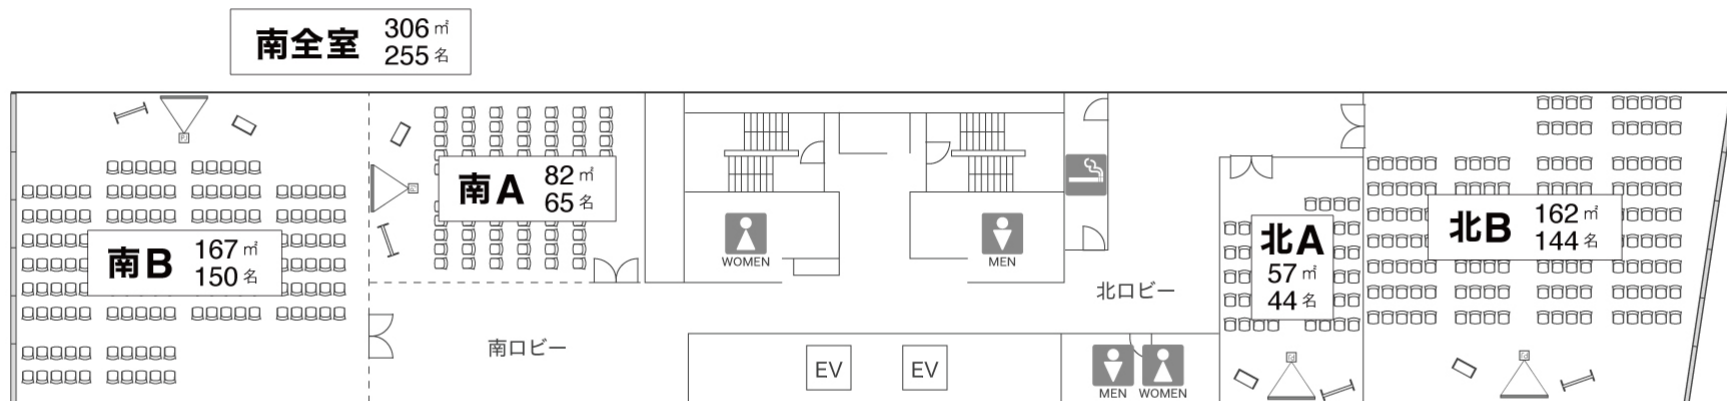 南全室
306㎡
255名
南B
167㎡
150名
南A
82㎡
65名
南ロビー
WOMEN
MEN
EV
EV
北ロビー
MEN
WOMEN
北A
57㎡
44名
北B
162㎡
144名